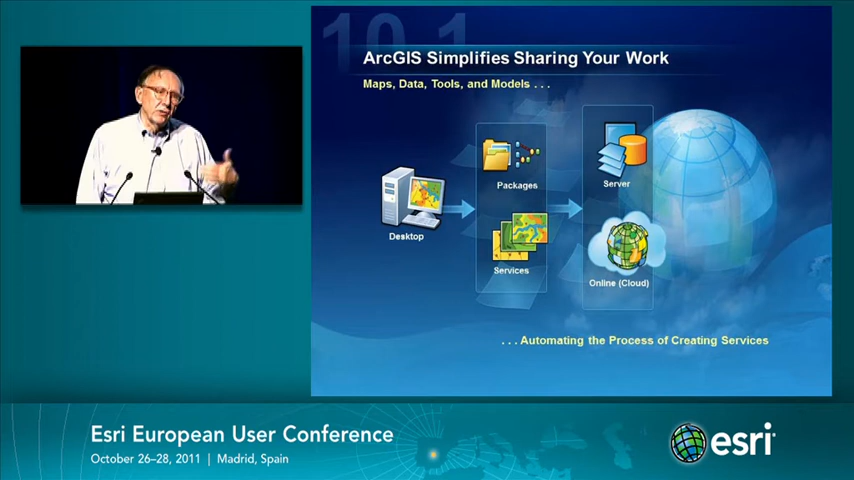 10.1
ArcGIS Simplifies Sharing Your Work
Maps, Data, Tools, and Models . . .
Packages
Server
Desktop
Services
Online (Cloud)
. . . Automating the Process of Creating Services
Esri European User Conference
October 26–28, 2011 | Madrid, Spain
esri